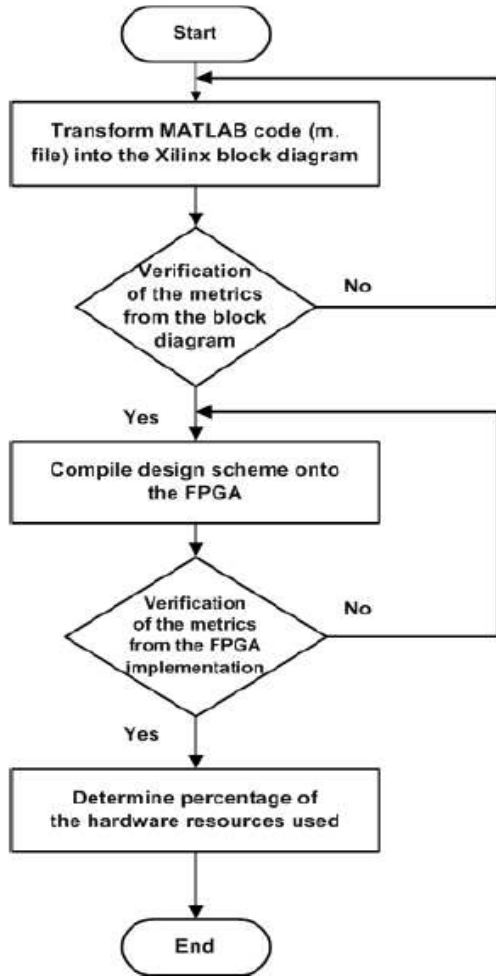 Start
Transform MATLAB code (m.
file) into the Xilinx block diagram
Verification
of the metrics
from the block
diagram
No
Yes
Compile design scheme onto
the FPGA
Verification
of the metrics
from the FPGA
implementation
No
Yes
Determine percentage of
the hardware resources used
End